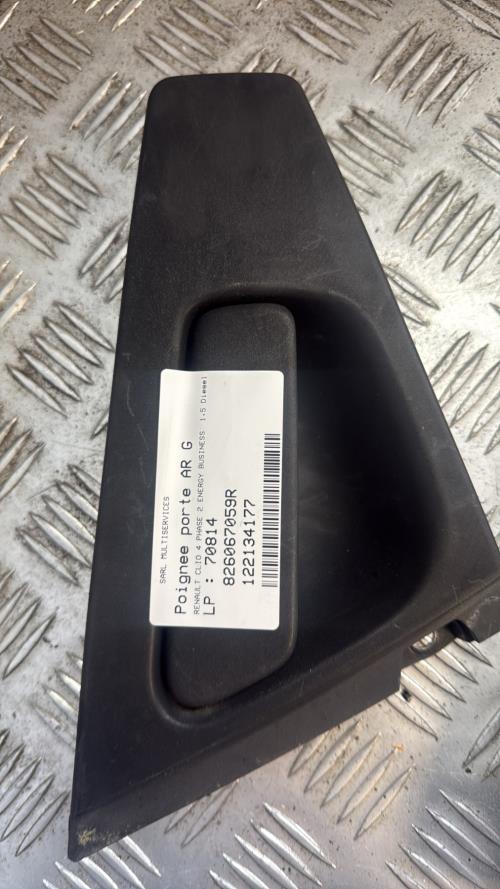 SARL MULTISERVICES
Poignee porte AR G
RENAULT CLIO 4 PHASE 2 ENERGY BUSINESS 1.5 Diesel
LP : 70814
826067059R
122134177